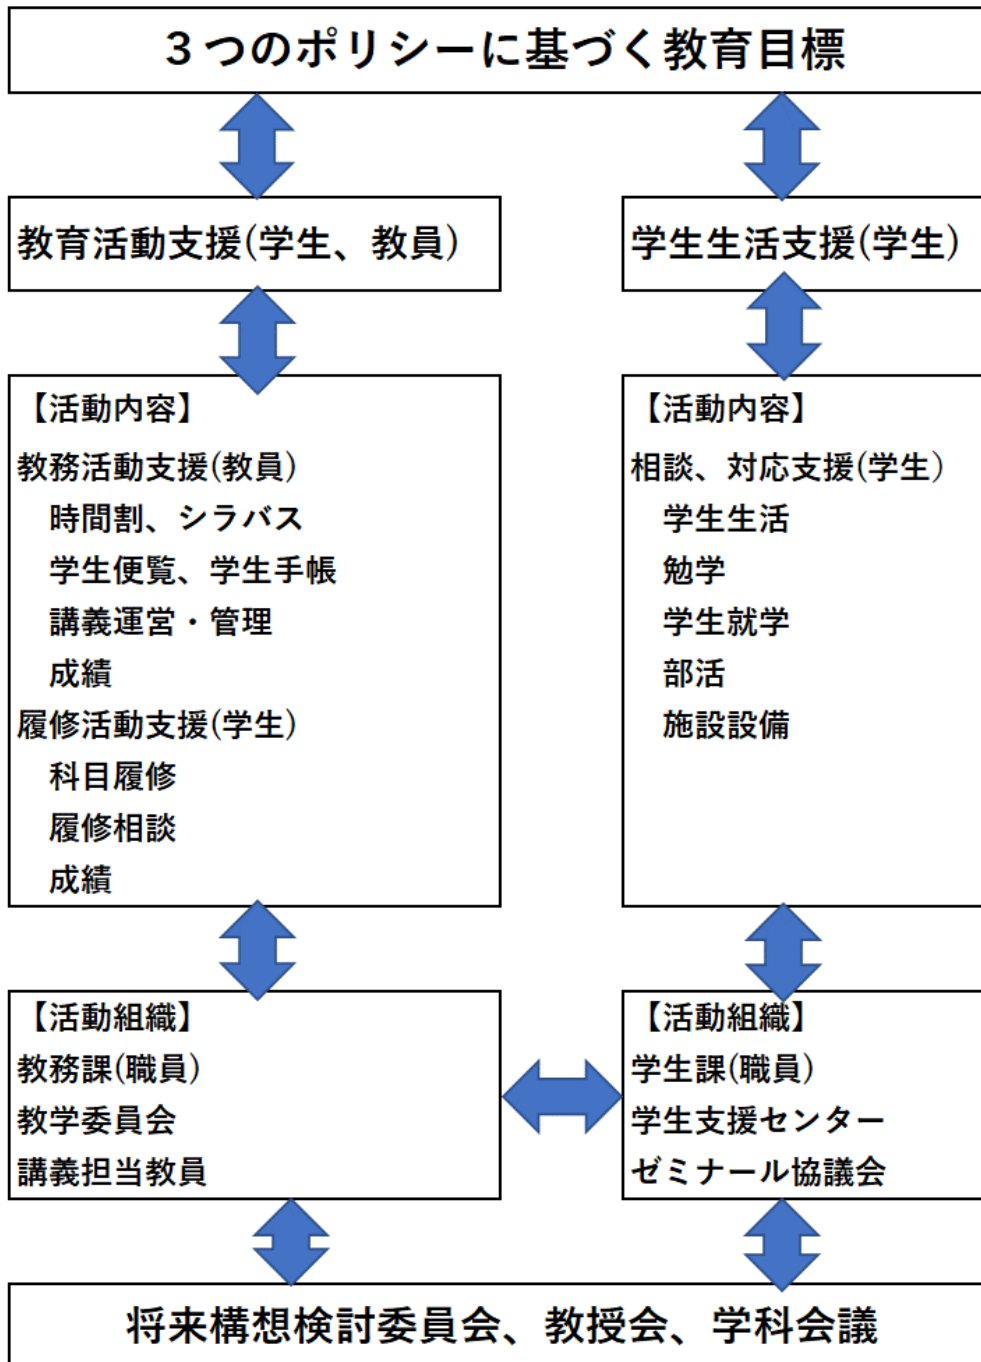 ３つのポリシーに基づく教育目標
教育活動支援(学生、教員)
学生生活支援(学生)
【活動内容】
教務活動支援(教員)
時間割、シラバス
学生便覧、学生手帳
講義運営・管理
成績
履修活動支援(学生)
科目履修
履修相談
成績
【活動内容】
相談、対応支援(学生)
学生生活
勉学
学生就学
部活
施設設備
【活動組織】
教務課(職員)
教学委員会
講義担当教員
【活動組織】
学生課(職員)
学生支援センター
ゼミナール協議会
将来構想検討委員会、教授会、学科会議